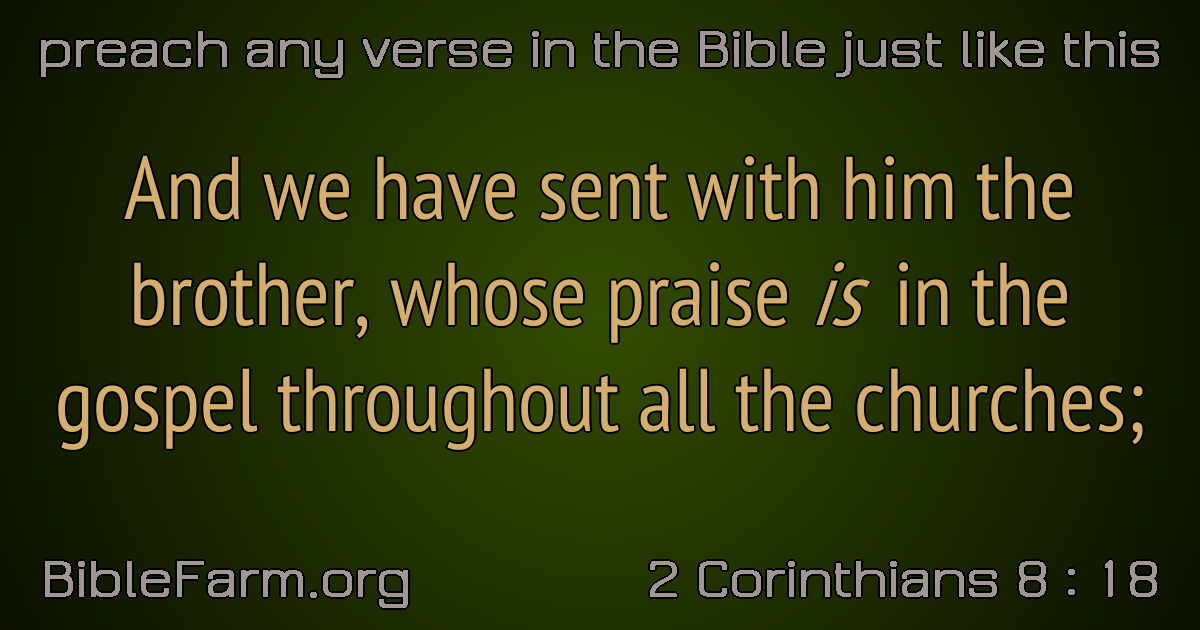 preach any verse in the Bible just like this
And we have sent with him the
brother, whose praise is in the
gospel throughout all the churches;
BibleFarm.org
2 Corinthians 8 : 18